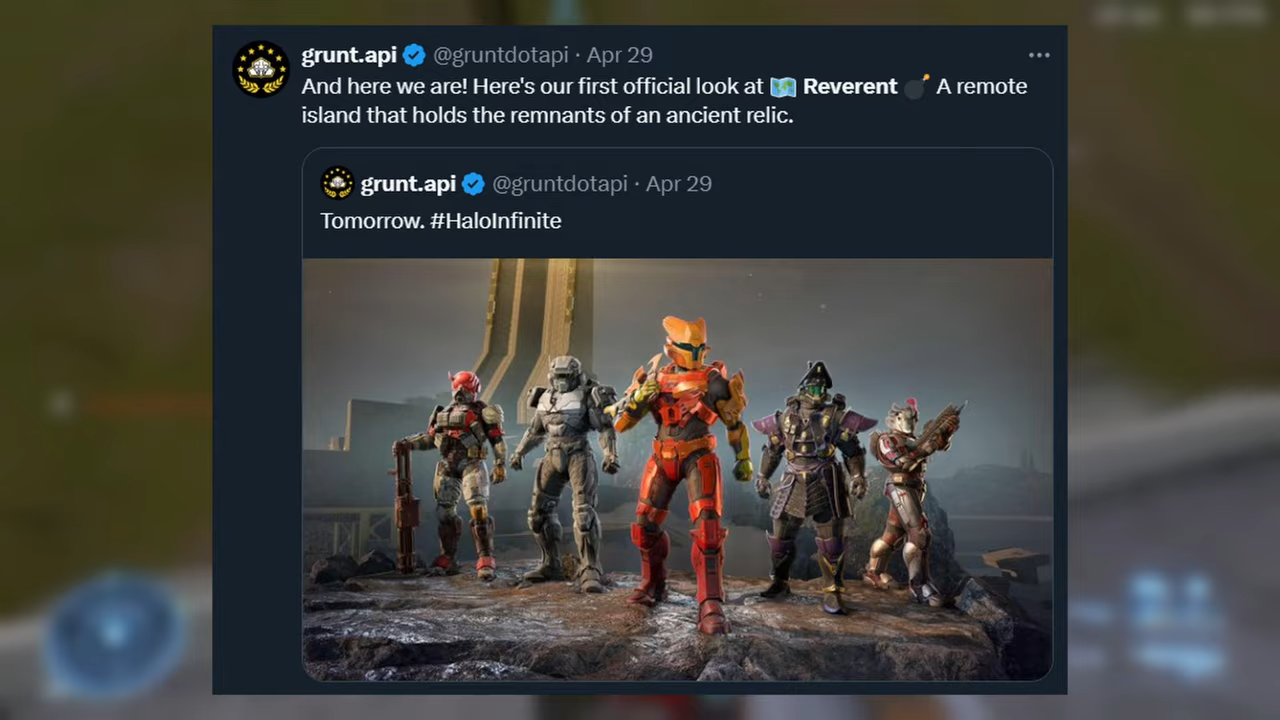 grunt.api @gruntdotapi · Apr 29
And here we are! Here's our first official look at 🗺️ Reverent 💣 A remote
island that holds the remnants of an ancient relic.
grunt.api @gruntdotapi · Apr 29
Tomorrow. #HaloInfinite